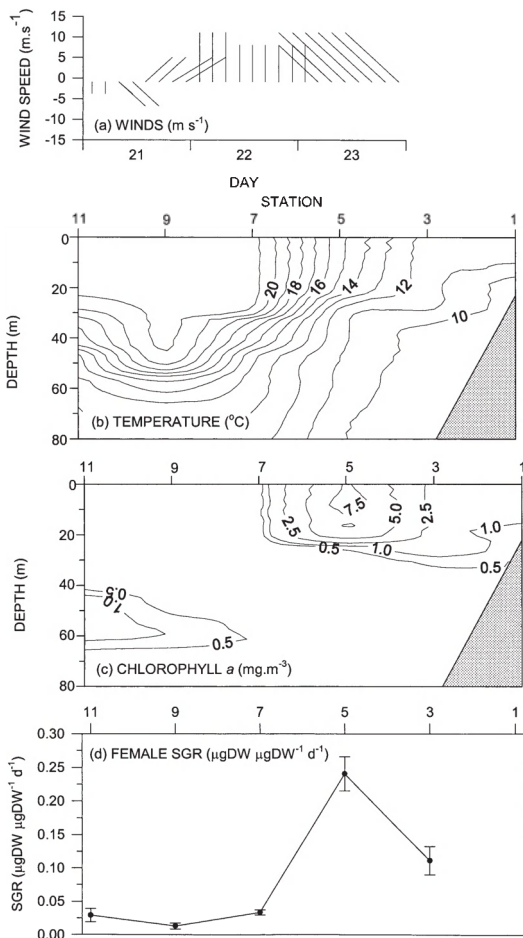 15
10
5
0
-5
-10
-15
WIND SPEED (m.s⁻¹)
(a) WINDS (m s⁻¹)
21 22 23
DAY
STATION
11 9 7 5 3 1
0
20
40
60
80
DEPTH (m)
20 18 16 14 12
10
(b) TEMPERATURE (°C)
11 9 7 5 3 1
0
20
40
60
80
DEPTH (m)
2.5 7.5 5.0 2.5
1.0
0.5 1.0
0.5
0.5
1.0
0.5
(c) CHLOROPHYLL a (mg.m⁻³)
11 9 7 5 3 1
0.30
0.25
0.20
0.15
0.10
0.05
0.00
SGR (µgDW µgDW⁻¹ d⁻¹)
(d) FEMALE SGR (µgDW µgDW⁻¹ d⁻¹)